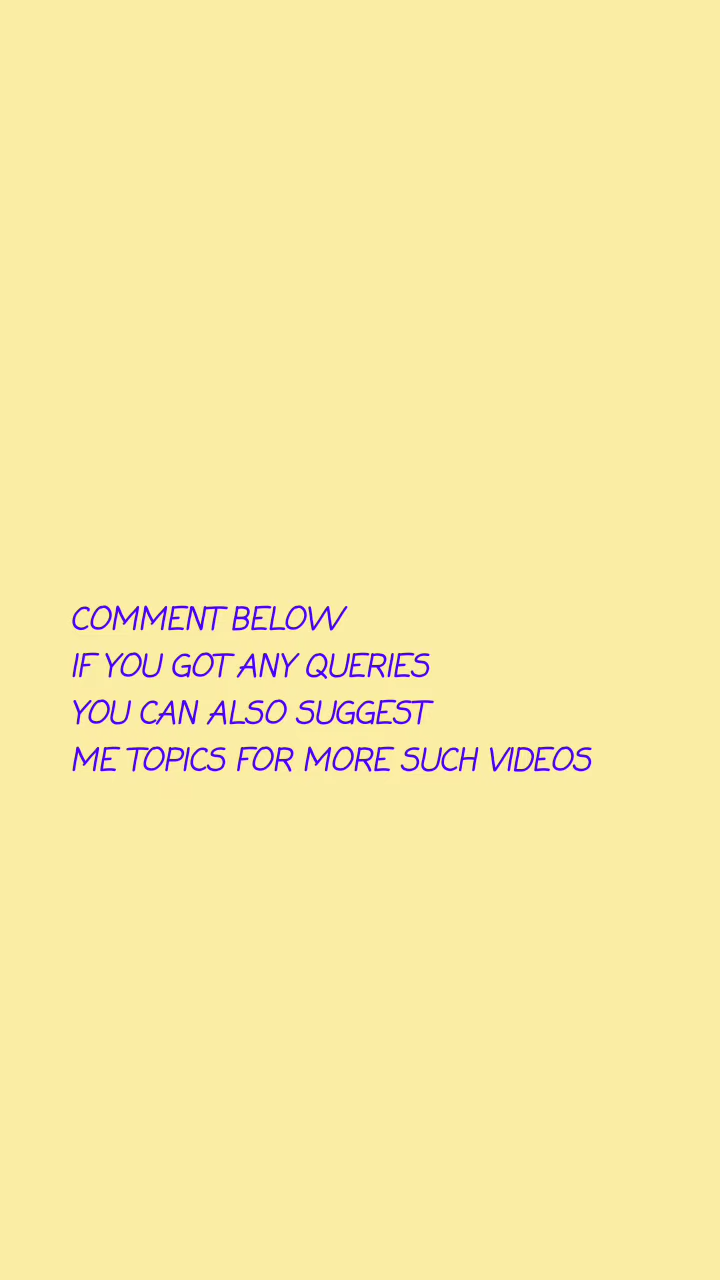 COMMENT BELOW
IF YOU GOT ANY QUERIES
YOU CAN ALSO SUGGEST
ME TOPICS FOR MORE SUCH VIDEOS